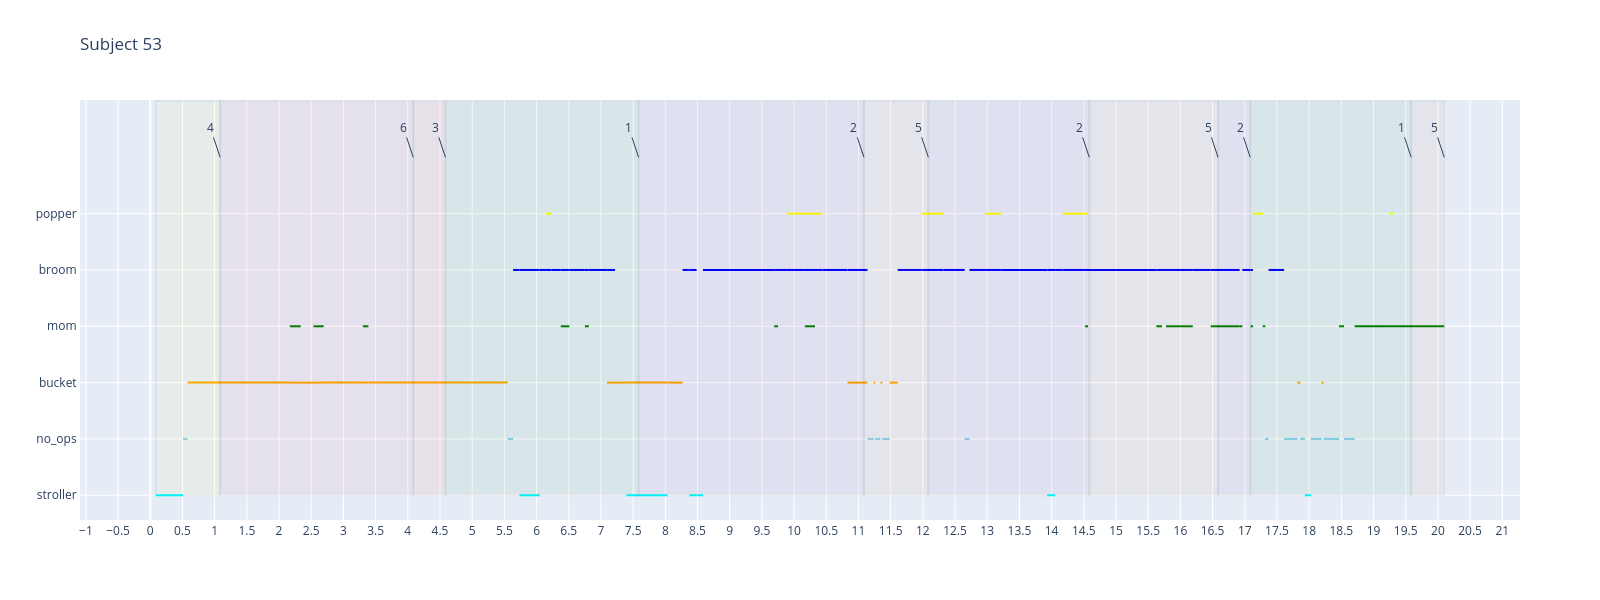 Subject 53
4 6 3 1 2 5 2 5 2 1 5
popper
broom
mom
bucket
no_ops
stroller
−1 −0.5 0 0.5 1 1.5 2 2.5 3 3.5 4 4.5 5 5.5 6 6.5 7 7.5 8 8.5 9 9.5 10 10.5 11 11.5 12 12.5 13 13.5 14 14.5 15 15.5 16 16.5 17 17.5 18 18.5 19 19.5 20 20.5 21